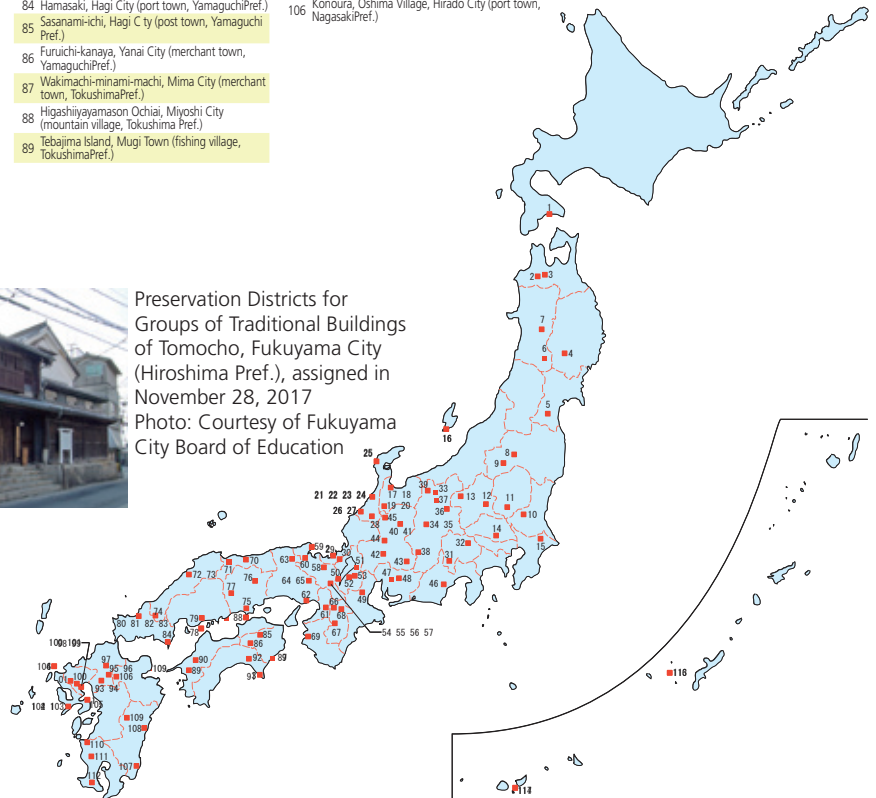 84 Hamasaki, Hagi City (port town, YamaguchiPref.)
85 Sasanami-ichi, Hagi C ty (post town, Yamaguchi
Pref.)
86 Furuichi-kanaya, Yanai City (merchant town,
YamaguchiPref.)
87 Wakimachi-minami-machi, Mima City (merchant
town, TokushimaPref.)
88 Higashiiyayamason Ochiai, Miyoshi City
(mountain village, Tokushima Pref.)
89 Tebajima Island, Mugi Town (fishing village,
TokushimaPref.)
106 Konoura, Oshima Village, Hirado City (port town,
NagasakiPref.)
Preservation Districts for
Groups of Traditional Buildings
of Tomocho, Fukuyama City
(Hiroshima Pref.), assigned in
November 28, 2017
Photo: Courtesy of Fukuyama
City Board of Education
1
2 3
7
6 4
5
16
8
9
25
21 22 23 24
17 18
39 33
37
13 12 11
10
26 27
19 20
36
28 45
40 41
34 35
14
15
44
32
42 43 38 31
59
29 30
60
58
63
70
71
51
50
52 53
47 48
46
49
72 73
76
77
64 65
62
75
61 66
68
67
69
54 55 56 57
74
80 81 82 83
79
78
88
84
85
86
90
92
89
109
97
95 96
106
100
93 94
103
109
108
110
111
107
112
116